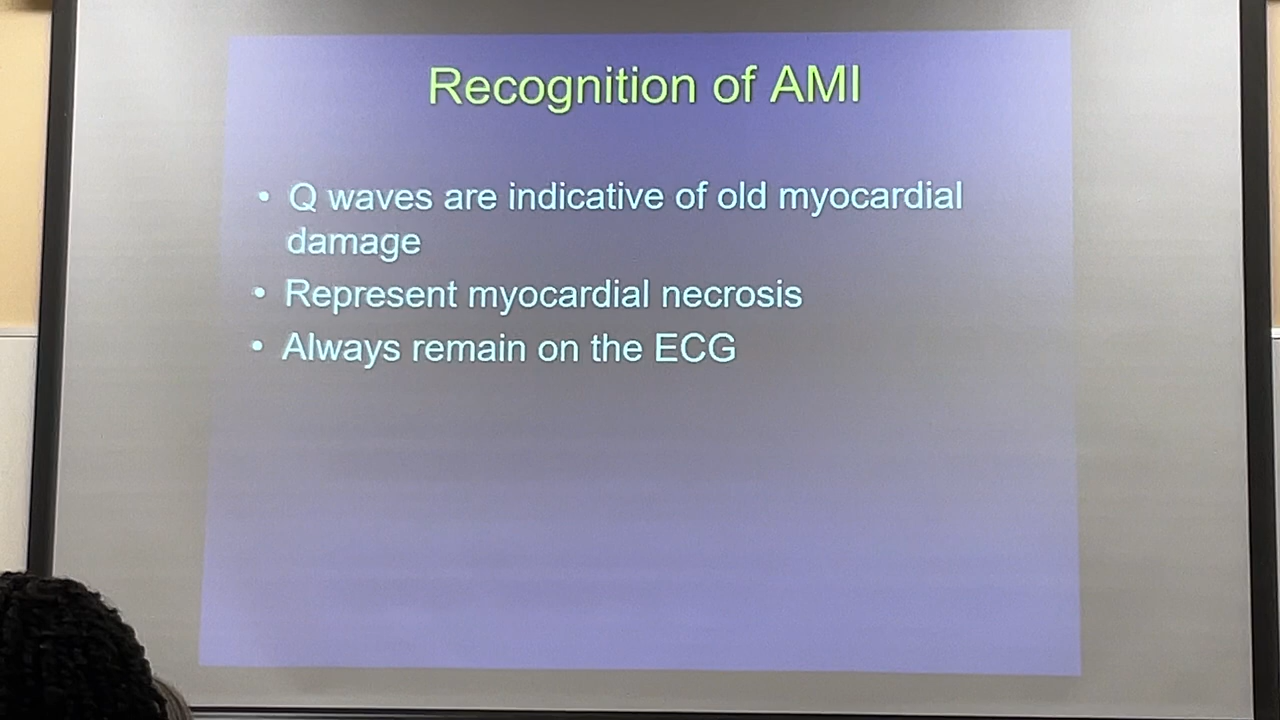 Recognition of AMI
• Q waves are indicative of old myocardial
damage
• Represent myocardial necrosis
• Always remain on the ECG